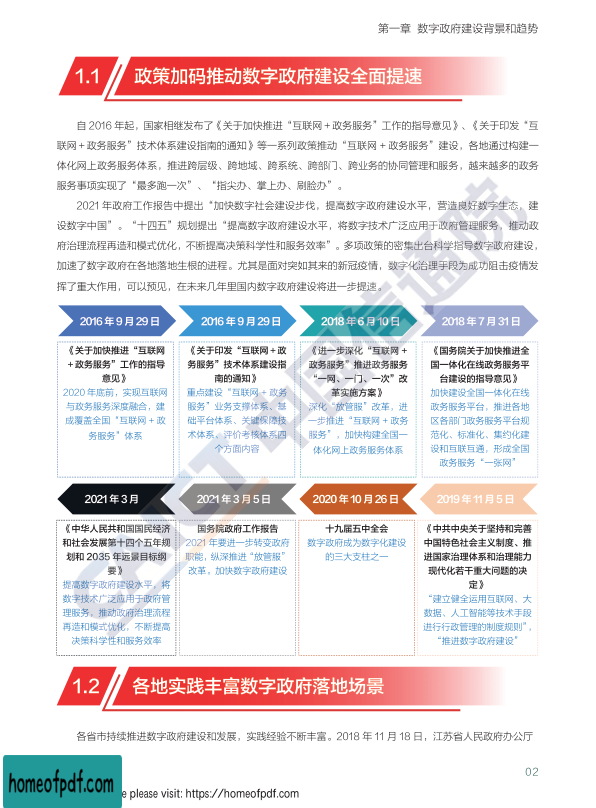 第一章 数字政府建设背景和趋势
1.1 政策加码推动数字政府建设全面提速
自 2016 年起，国家相继发布了《关于加快推进“互联网＋政务服务”工作的指导意见》、《关于印发“互
联网＋政务服务”技术体系建设指南的通知》等一系列政策推动“互联网 ＋ 政务服务”建设，各地通过构建一
体化网上政务服务体系，推进跨层级、跨地域、跨系统、跨部门、跨业务的协同管理和服务，越来越多的政务
服务事项实现了“最多跑一次”、“指尖办、掌上办、刷脸办”。
2021 年政府工作报告中提出“加快数字社会建设步伐，提高数字政府建设水平，营造良好数字生态，建
设数字中国”。“十四五”规划提出“提高数字政府建设水平，将数字技术广泛应用于政府管理服务，推动政
府治理流程再造和模式优化，不断提高决策科学性和服务效率”。多项政策的密集出台科学指导数字政府建设，
加速了数字政府在各地落地生根的进程。尤其是面对突如其来的新冠疫情，数字化治理手段为成功阻击疫情发
挥了重大作用，可以预见，在未来几年里国内数字政府建设将进一步提速。
2016 年 9 月 29 日
《关于加快推进“互联网
＋政务服务”工作的指导
意见》
2020 年底前，实现互联网
与政务服务深度融合，建
成覆盖全国“互联网 ＋ 政
务服务”体系
2016 年 9 月 29 日
《关于印发“互联网 ＋ 政
务服务”技术体系建设指
南的通知》
重点建设“互联网 ＋ 政务
服务”业务支撑体系、基
础平台体系、关键保障技
术体系、评价考核体系四
个方面内容
2018 年 6 月 10 日
《进一步深化“互联网 ＋
政务服务”推进政务服务
“一网、一门、一次”改
革实施方案》
深化“放管服”改革，进
一步推进“互联网 ＋ 政务
服务”，加快构建全国一
体化网上政务服务体系
2018 年 7 月 31 日
《国务院关于加快推进全
国一体化在线政务服务平
台建设的指导意见》
加快建设全国一体化在线
政务服务平台，推进各地
区各部门政务服务平台规
范化、标准化、集约化建
设和互联互通，形成全国
政务服务“一张网”
2021 年 3 月
《中华人民共和国国民经济
和社会发展第十四个五年规
划和 2035 年远景目标纲
要》
提高数字政府建设水平，将
数字技术广泛应用于政府管
理服务，推动政府治理流程
再造和模式优化，不断提高
决策科学性和服务效率
2021 年 3 月 5 日
国务院政府工作报告
2021 年要进一步转变政府
职能，纵深推进“放管服”
改革，加快数字政府建设
2020 年 10 月 26 日
十九届五中全会
数字政府成为数字化建设
的三大支柱之一
2019 年 11 月 5 日
《中共中央关于坚持和完善
中国特色社会主义制度、推
进国家治理体系和治理能力
现代化若干重大问题的决
定》
“建立健全运用互联网、大
数据、人工智能等技术手段
进行行政管理的制度规则”，
“推进数字政府建设”
1.2 各地实践丰富数字政府落地场景
各省市持续推进数字政府建设和发展，实践经验不断丰富。2018 年 11 月 18 日，江苏省人民政府办公厅
02
homeofpdf.com
e please visit: https://homeofpdf.com
CAICT 中国信通院